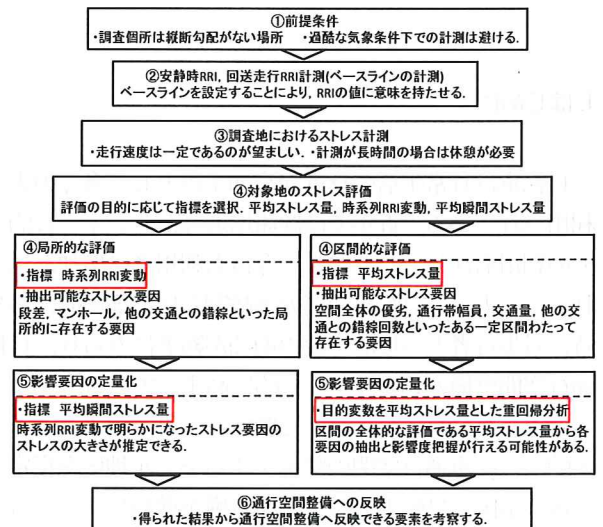 ①前提条件
・調査個所は縦断勾配がない場所　・過酷な気象条件下での計測は避ける.
②安静時RRI, 回送走行RRI計測(ベースラインの計測)
ベースラインを設定することにより, RRIの値に意味を持たせる.
③調査地におけるストレス計測
・走行速度は一定であるのが望ましい. ・計測が長時間の場合は休憩が必要
④対象地のストレス評価
評価の目的に応じて指標を選択. 平均ストレス量, 時系列RRI変動, 平均瞬間ストレス量
④局所的な評価
・指標 時系列RRI変動
・抽出可能なストレス要因
段差, マンホール, 他の交通との錯綜といった局
所的に存在する要因
⑤影響要因の定量化
・指標 平均瞬間ストレス量
時系列RRI変動で明らかになったストレス要因の
ストレスの大きさが推定できる.
④区間的な評価
・指標 平均ストレス量
・抽出可能なストレス要因
空間全体の優劣, 通行帯幅員, 交通量, 他の交
通との錯綜回数といったある一定区間わたって
存在する要因
⑤影響要因の定量化
・目的変数を平均ストレス量とした重回帰分析
区間の全体的な評価である平均ストレス量から各
要因の抽出と影響度把握が行える可能性がある.
⑥通行空間整備への反映
・得られた結果から通行空間整備へ反映できる要素を考察する.